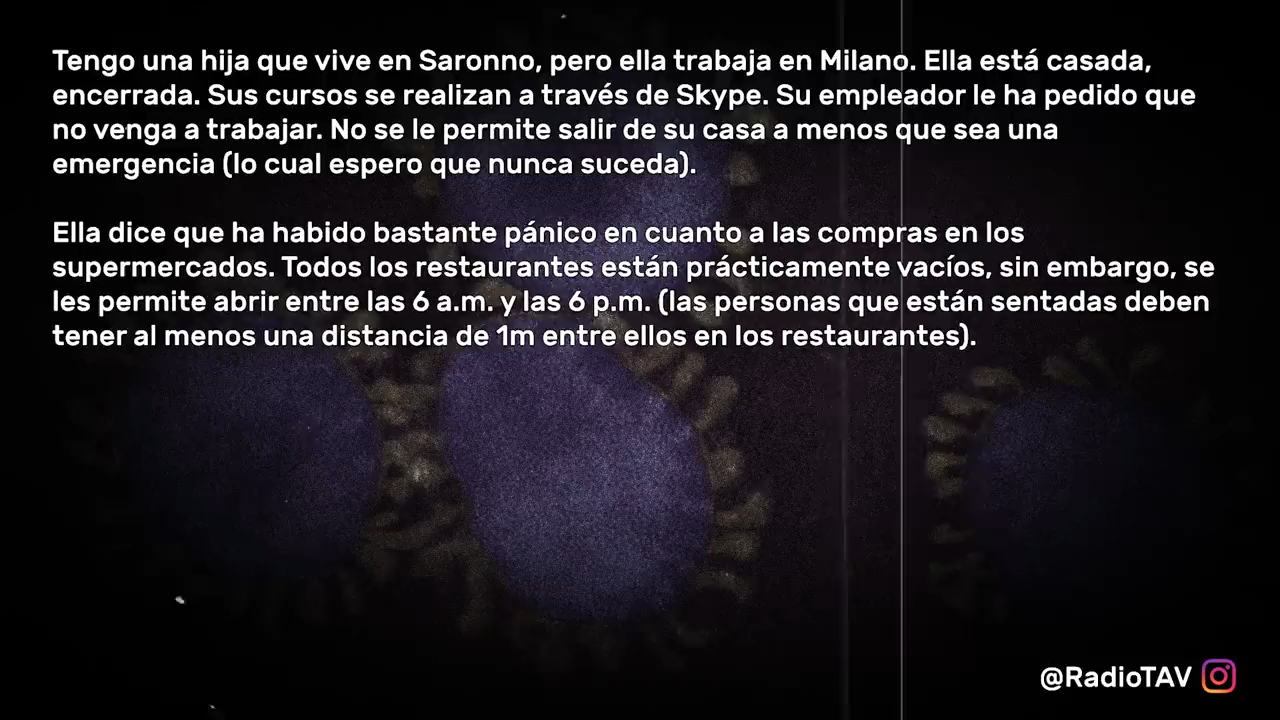 Tengo una hija que vive en Saronno, pero ella trabaja en Milano. Ella está casada,
encerrada. Sus cursos se realizan a través de Skype. Su empleador le ha pedido que
no venga a trabajar. No se le permite salir de su casa a menos que sea una
emergencia (lo cual espero que nunca suceda).
Ella dice que ha habido bastante pánico en cuanto a las compras en los
supermercados. Todos los restaurantes están prácticamente vacíos, sin embargo, se
les permite abrir entre las 6 a.m. y las 6 p.m. (las personas que están sentadas deben
tener al menos una distancia de 1m entre ellos en los restaurantes).
@RadioTAV